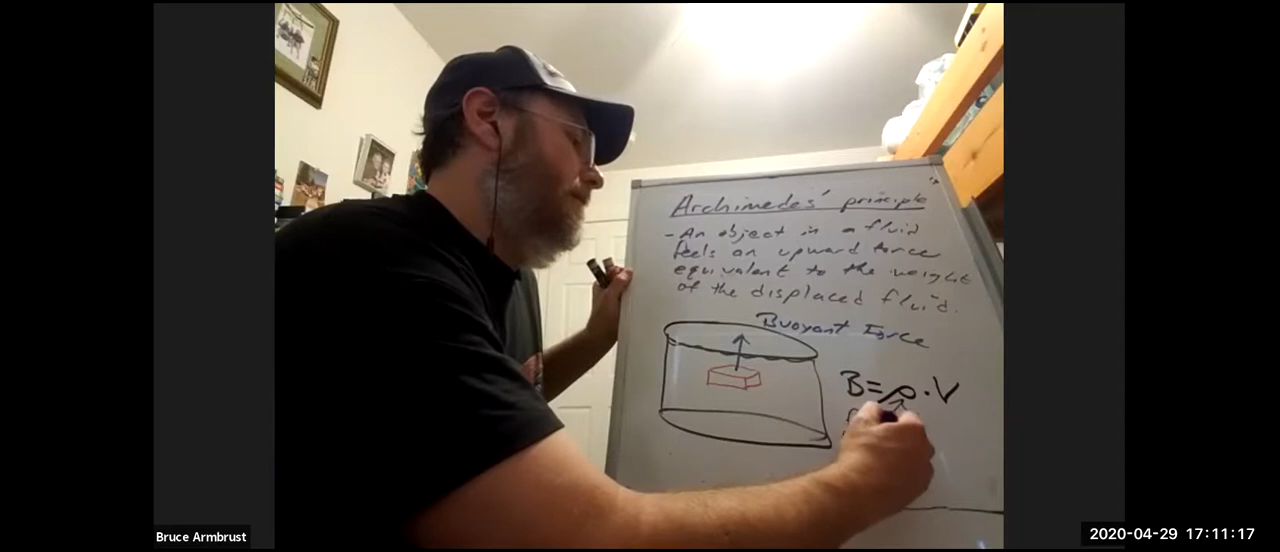 Archimedes' principle
- An object in a fluid
feels an upward force
equivalent to the weight
of the displaced fluid.
Buoyant Force
B=ρ·V
Bruce Armbrust
2020-04-29 17:11:17